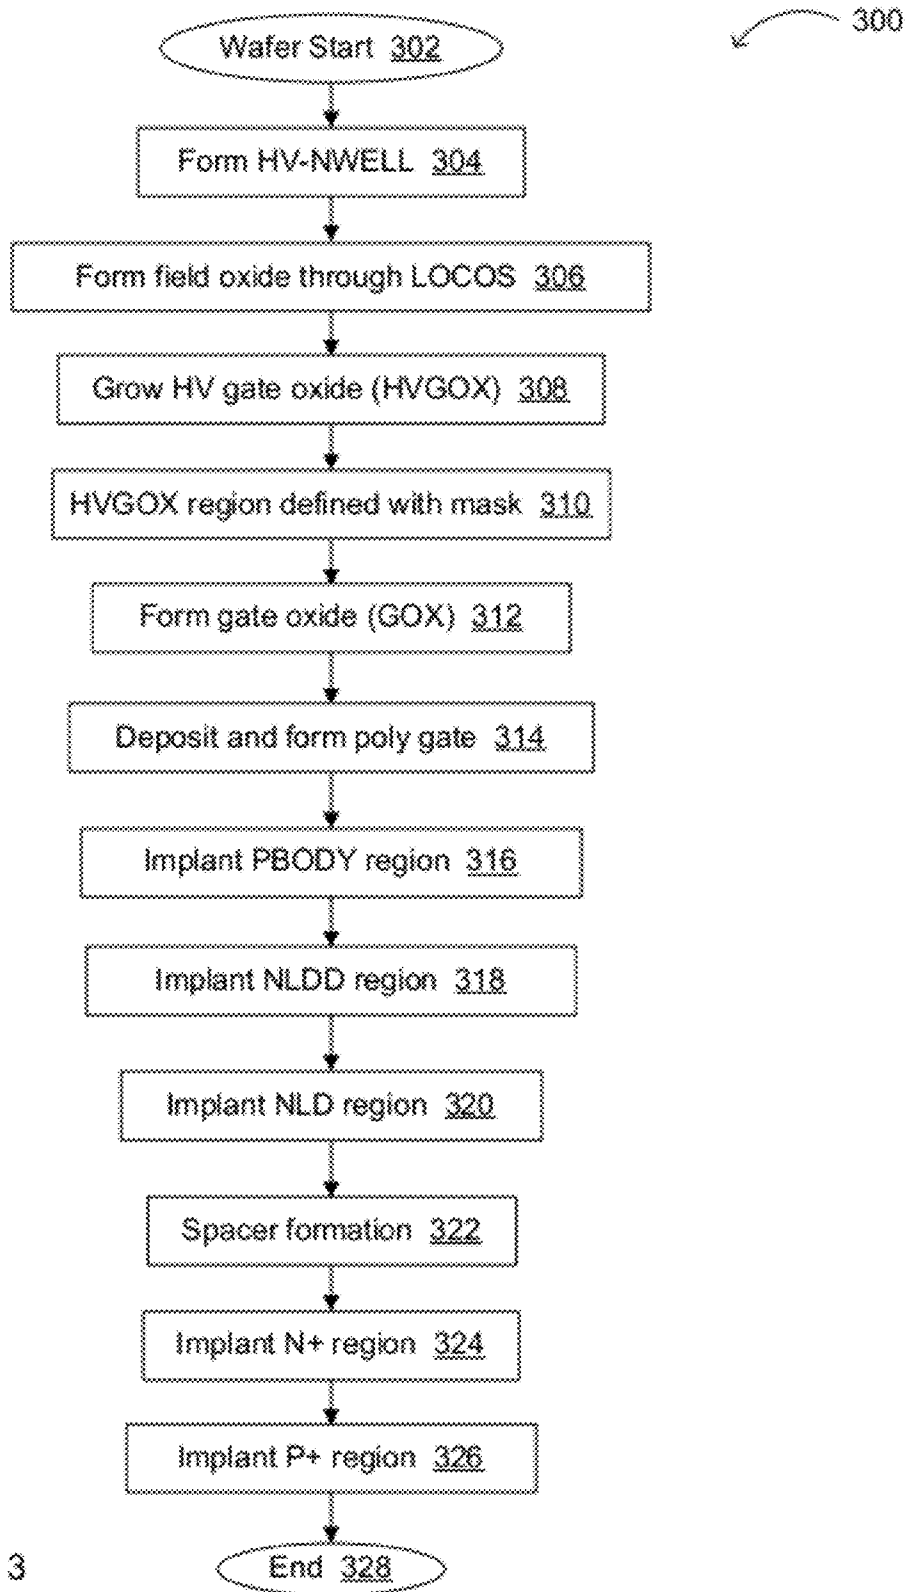 300
Wafer Start 302
Form HV-NWELL 304
Form field oxide through LOCOS 306
Grow HV gate oxide (HVGOX) 308
HVGOX region defined with mask 310
Form gate oxide (GOX) 312
Deposit and form poly gate 314
Implant PBODY region 316
Implant NLDD region 318
Implant NLD region 320
Spacer formation 322
Implant N+ region 324
Implant P+ region 326
End 328
3